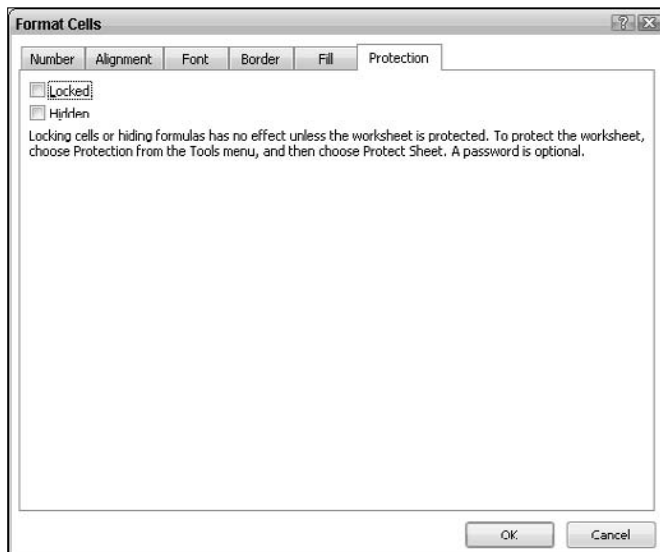 Format Cells
Number Alignment Font Border Fill Protection
Locked
Hidden
Locking cells or hiding formulas has no effect unless the worksheet is protected. To protect the worksheet,
choose Protection from the Tools menu, and then choose Protect Sheet. A password is optional.
OK Cancel